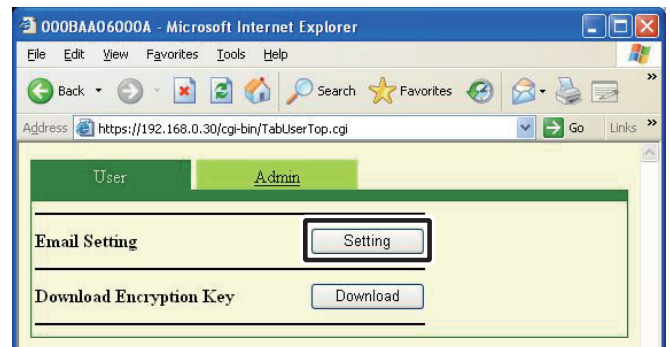 000BAA06000A - Microsoft Internet Explorer
File Edit View Favorites Tools Help
Back Search Favorites »
Address https://192.168.0.30/cgi-bin/TabUserTop.cgi Go Links »
User Admin
Email Setting Setting
Download Encryption Key Download